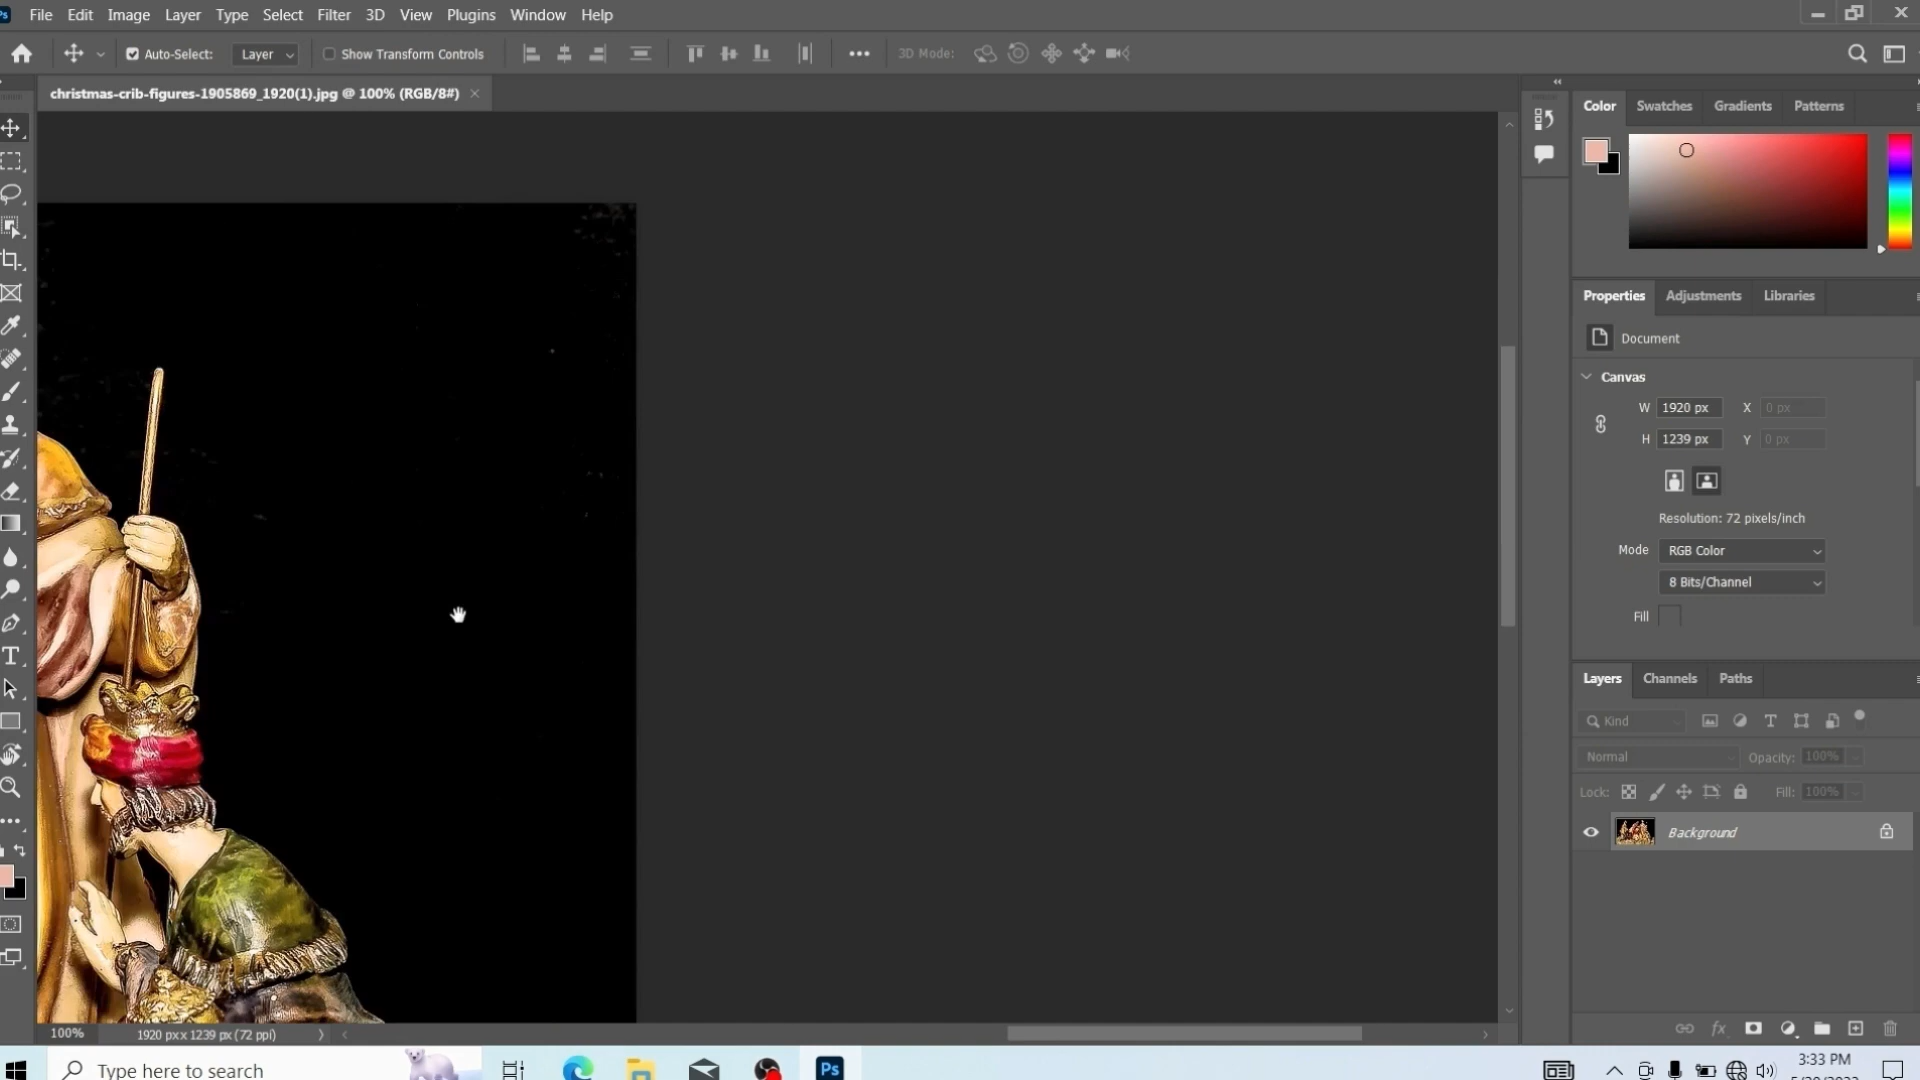 Ps File Edit Image Layer Type Select Filter 3D View Plugins Window Help
Auto-Select: Layer Show Transform Controls 3D Mode:
christmas-crib-figures-1905869_1920(1).jpg @ 100% (RGB/8#)
Color Swatches Gradients Patterns
Properties Adjustments Libraries
Document
Canvas
W 1920 px X 0 px
H 1239 px Y 0 px
Resolution: 72 pixels/inch
Mode RGB Color
8 Bits/Channel
Fill
Layers Channels Paths
Kind
Normal Opacity: 100%
Lock: Fill: 100%
Background
100% 1920 px x 1239 px (72 ppi)
Type here to search
Ps
3:33 PM